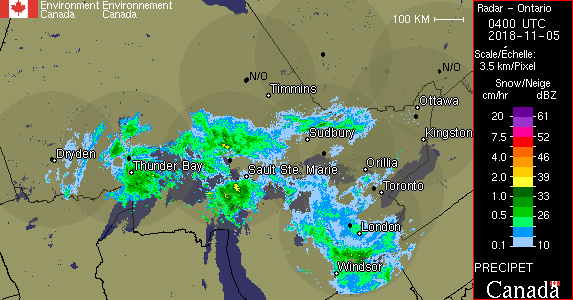 Environment Environnement
Canada Canada
100 KM
N/O
N/O
Timmins
Ottawa
Sudbury
Kingston
Dryden
Thunder Bay
Sault Ste. Marie
Orillia
Toronto
London
Windsor
Radar - Ontario
0400 UTC
2018-11-05
Scale/Échelle:
3.5 km/Pixel
Snow/Neige
cm/hr dBZ
20 61
7.5 52
4.0 46
2.0 39
1.0 33
0.5 26
0.1 10
PRECIPET
Canada